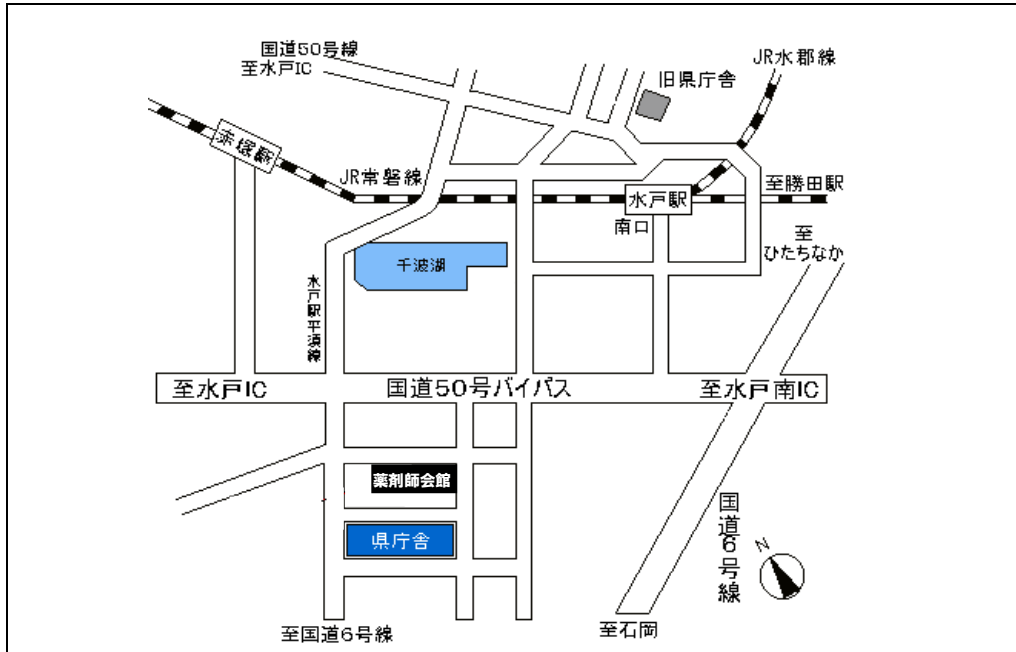 国道50号線
至水戸IC
JR水郡線
旧県庁舎
赤塚駅
JR常磐線
至勝田駅
水戸駅
南口
至
ひたちなか
千波湖
水戸駅平須線
至水戸IC
国道50号バイパス
至水戸南IC
薬剤師会館
国道6号線
県庁舎
N
至国道6号線
至石岡